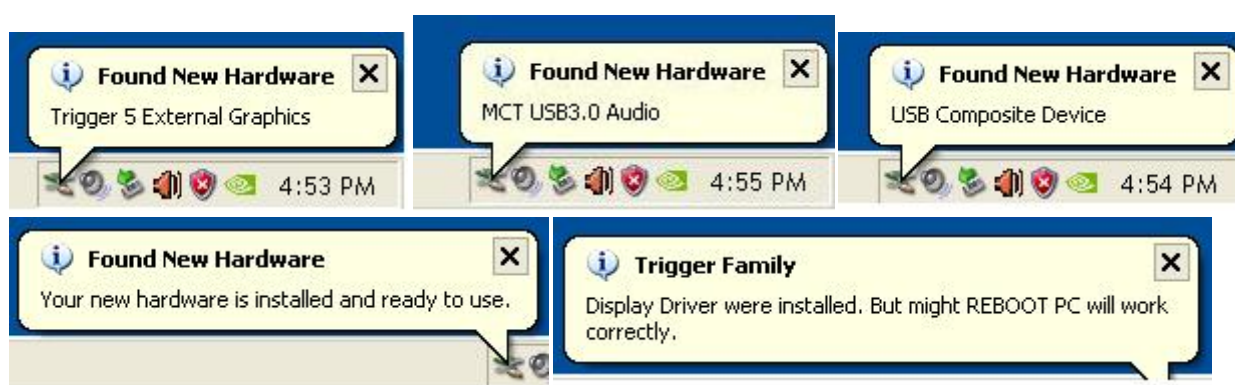 Found New Hardware
Trigger 5 External Graphics
4:53 PM
Found New Hardware
MCT USB3.0 Audio
4:55 PM
Found New Hardware
USB Composite Device
4:54 PM
Found New Hardware
Your new hardware is installed and ready to use.
Trigger Family
Display Driver were installed. But might REBOOT PC will work
correctly.